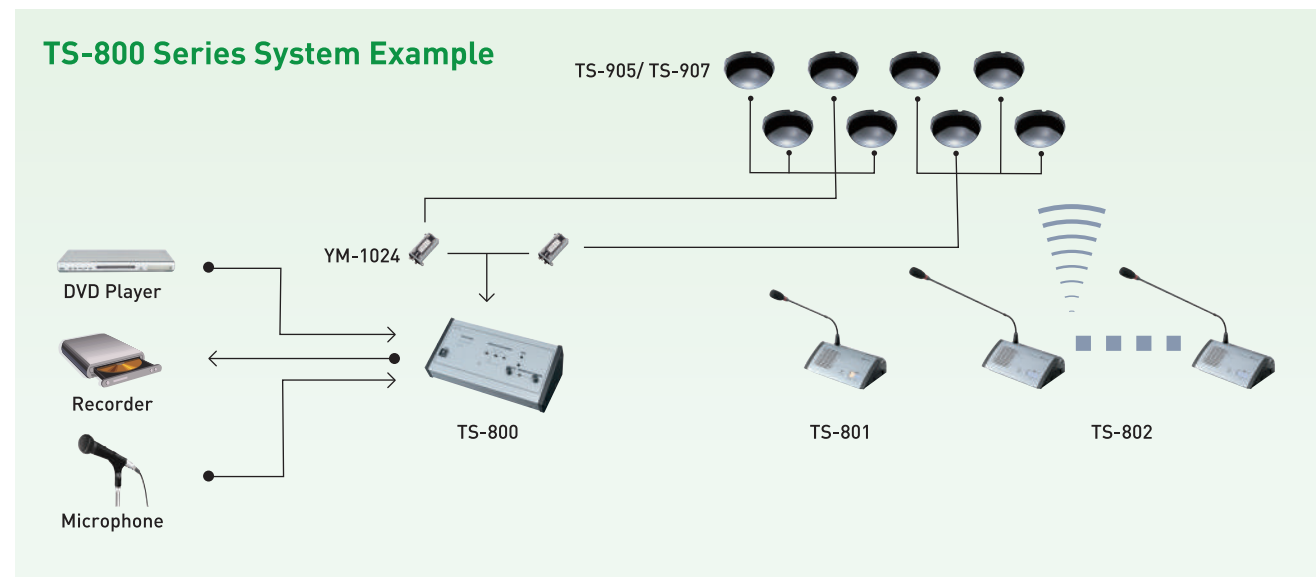 TS-800 Series System Example
TS-905/ TS-907
YM-1024
DVD Player
Recorder
TS-800
TS-801
TS-802
Microphone